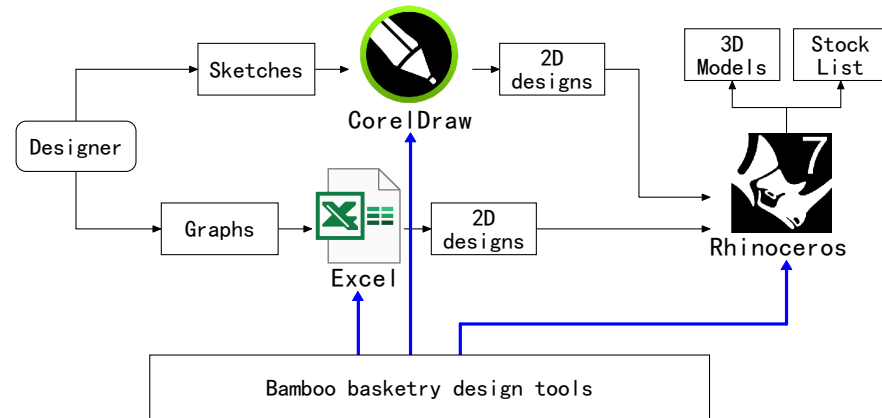 3D
Models
Stock
List
Sketches
2D
designs
7
CorelDraw
Designer
Graphs
X
2D
designs
Excel
Rhinoceros
Bamboo basketry design tools